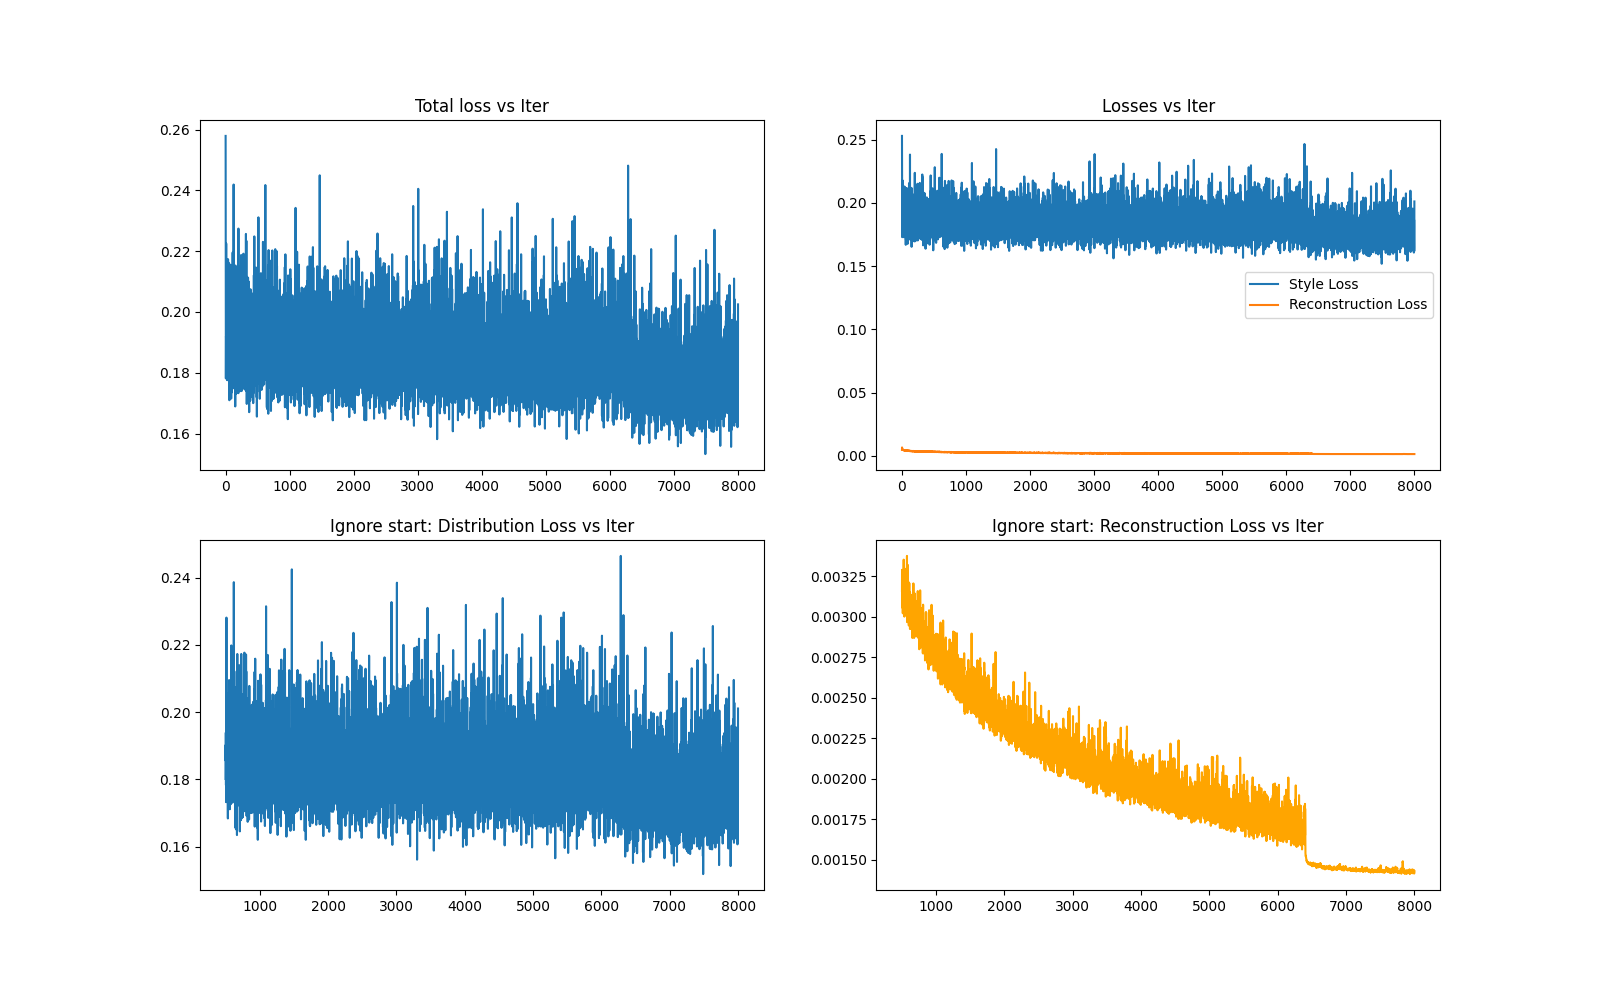 Total loss vs Iter
0.26
0.24
0.22
0.20
0.18
0.16
0 1000 2000 3000 4000 5000 6000 7000 8000
Losses vs Iter
0.25
0.20
0.15
0.10
0.05
0.00
Style Loss
Reconstruction Loss
0 1000 2000 3000 4000 5000 6000 7000 8000
Ignore start: Distribution Loss vs Iter
0.24
0.22
0.20
0.18
0.16
1000 2000 3000 4000 5000 6000 7000 8000
Ignore start: Reconstruction Loss vs Iter
0.00325
0.00300
0.00275
0.00250
0.00225
0.00200
0.00175
0.00150
1000 2000 3000 4000 5000 6000 7000 8000